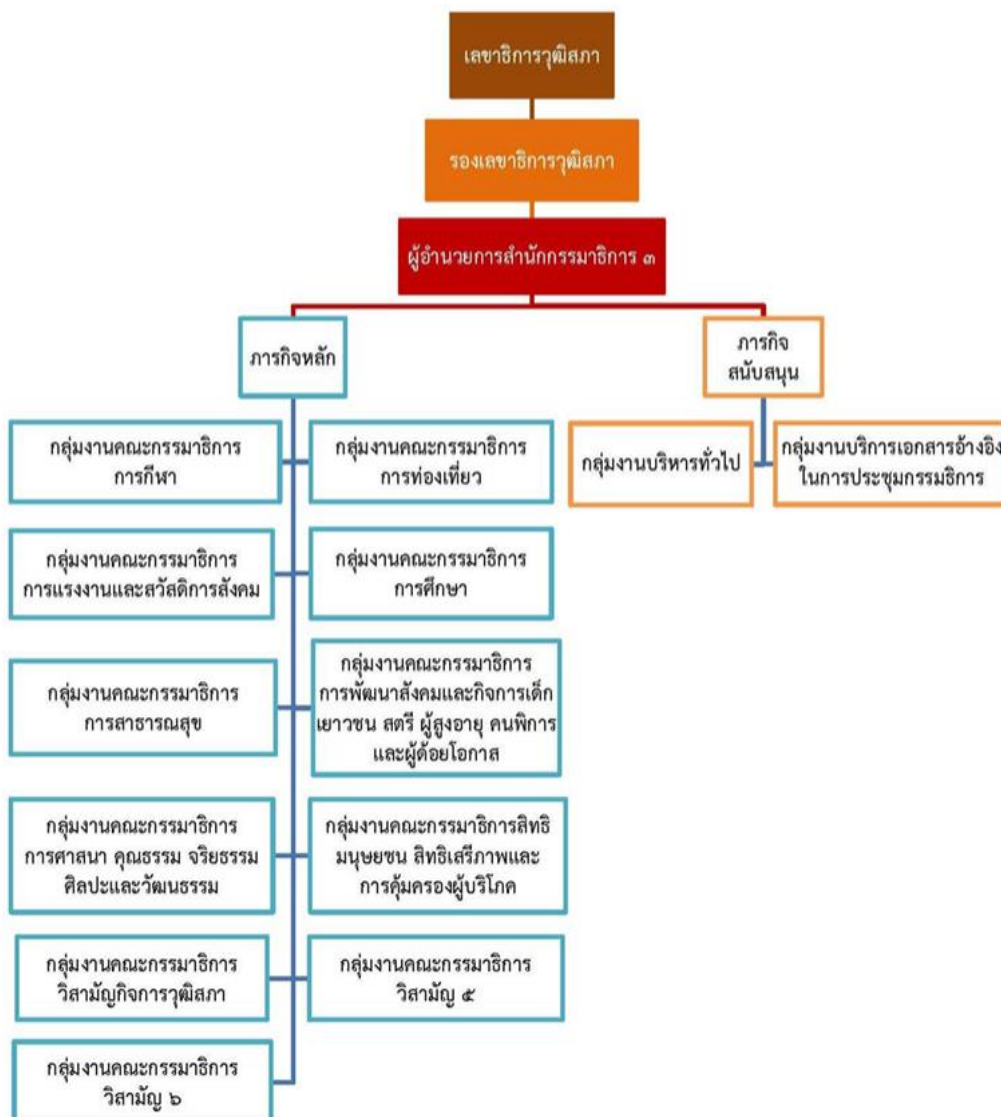 เลขาธิการวุฒิสภา
รองเลขาธิการวุฒิสภา
ผู้อำนวยการสำนักกรรมาธิการ ๓
ภารกิจหลัก
ภารกิจ
สนับสนุน
กลุ่มงานคณะกรรมาธิการ
การกีฬา
กลุ่มงานคณะกรรมาธิการ
การท่องเที่ยว
กลุ่มงานบริหารทั่วไป
กลุ่มงานบริการเอกสารอ้างอิง
ในการประชุมกรรมธิการ
กลุ่มงานคณะกรรมาธิการ
การแรงงานและสวัสดิการสังคม
กลุ่มงานคณะกรรมาธิการ
การศึกษา
กลุ่มงานคณะกรรมาธิการ
การสาธารณสุข
กลุ่มงานคณะกรรมาธิการ
การพัฒนาสังคมและกิจการเด็ก
เยาวชน สตรี ผู้สูงอายุ คนพิการ
และผู้ด้อยโอกาส
กลุ่มงานคณะกรรมาธิการ
การศาสนา คุณธรรม จริยธรรม
ศิลปะและวัฒนธรรม
กลุ่มงานคณะกรรมาธิการสิทธิ
มนุษยชน สิทธิเสรีภาพและ
การคุ้มครองผู้บริโภค
กลุ่มงานคณะกรรมาธิการ
วิสามัญกิจการวุฒิสภา
กลุ่มงานคณะกรรมาธิการ
วิสามัญ ๕
กลุ่มงานคณะกรรมาธิการ
วิสามัญ ๖